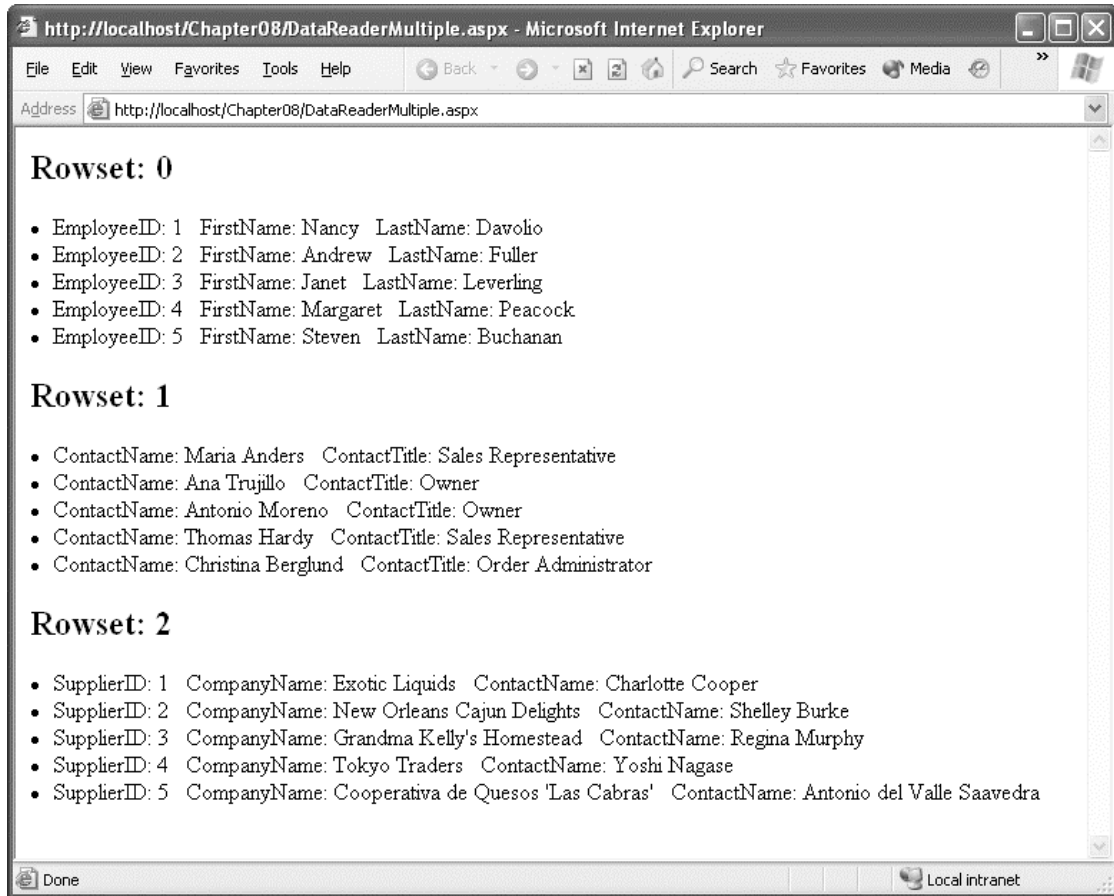 http://localhost/Chapter08/DataReaderMultiple.aspx - Microsoft Internet Explorer
File Edit View Favorites Tools Help Back Search Favorites Media »
Address http://localhost/Chapter08/DataReaderMultiple.aspx
Rowset: 0
• EmployeeID: 1 FirstName: Nancy LastName: Davolio
• EmployeeID: 2 FirstName: Andrew LastName: Fuller
• EmployeeID: 3 FirstName: Janet LastName: Leverling
• EmployeeID: 4 FirstName: Margaret LastName: Peacock
• EmployeeID: 5 FirstName: Steven LastName: Buchanan
Rowset: 1
• ContactName: Maria Anders ContactTitle: Sales Representative
• ContactName: Ana Trujillo ContactTitle: Owner
• ContactName: Antonio Moreno ContactTitle: Owner
• ContactName: Thomas Hardy ContactTitle: Sales Representative
• ContactName: Christina Berglund ContactTitle: Order Administrator
Rowset: 2
• SupplierID: 1 CompanyName: Exotic Liquids ContactName: Charlotte Cooper
• SupplierID: 2 CompanyName: New Orleans Cajun Delights ContactName: Shelley Burke
• SupplierID: 3 CompanyName: Grandma Kelly's Homestead ContactName: Regina Murphy
• SupplierID: 4 CompanyName: Tokyo Traders ContactName: Yoshi Nagase
• SupplierID: 5 CompanyName: Cooperativa de Quesos 'Las Cabras' ContactName: Antonio del Valle Saavedra
Done Local intranet